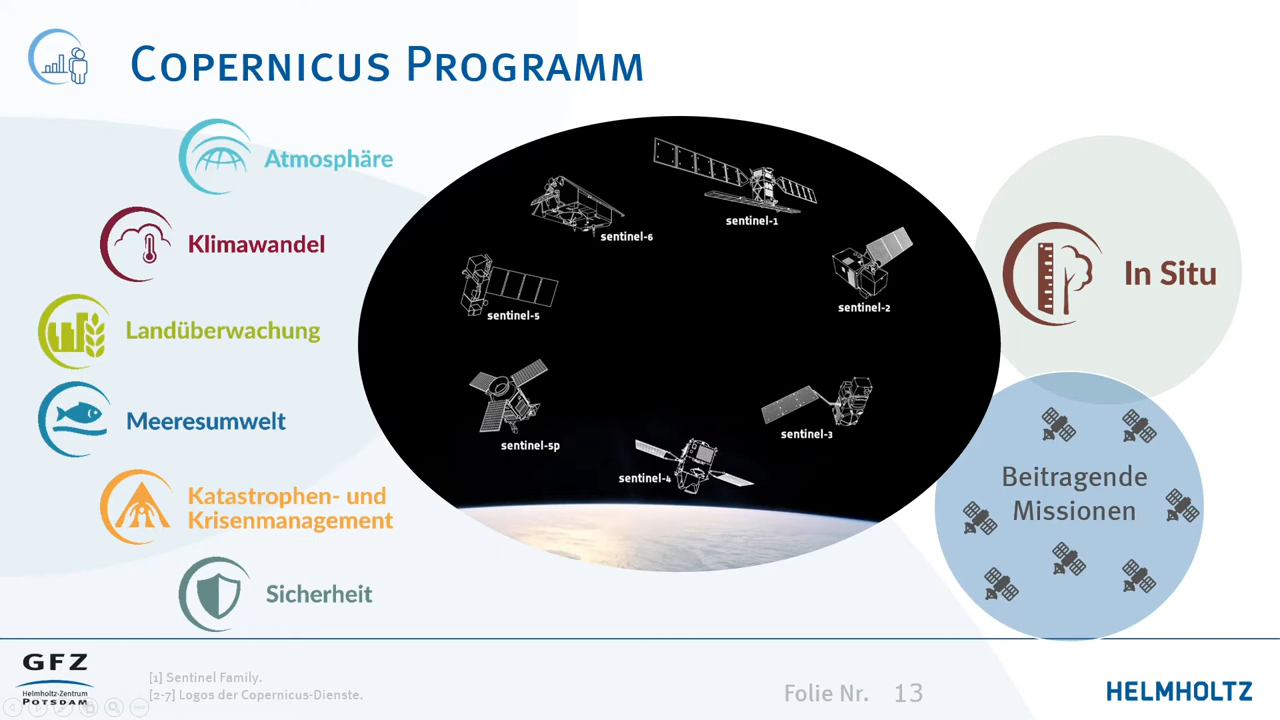 Copernicus Programm
Atmosphäre
Klimawandel
Landüberwachung
Meeresumwelt
Katastrophen- und
Krisenmanagement
Sicherheit
sentinel-1
sentinel-6
sentinel-2
sentinel-5
sentinel-3
sentinel-5p
sentinel-4
In Situ
Beitragende
Missionen
GFZ
Helmholtz-Zentrum
POTSDAM
[1] Sentinel Family.
[2-7] Logos der Copernicus-Dienste.
Folie Nr. 13
HELMHOLTZ